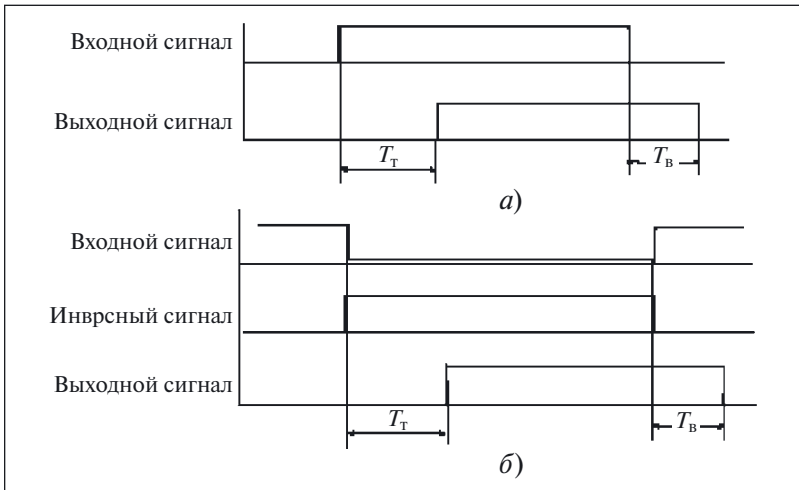 Входной сигнал
Выходной сигнал
Tт
Tв
а)
Входной сигнал
Инврсный сигнал
Выходной сигнал
Tт
Tв
б)